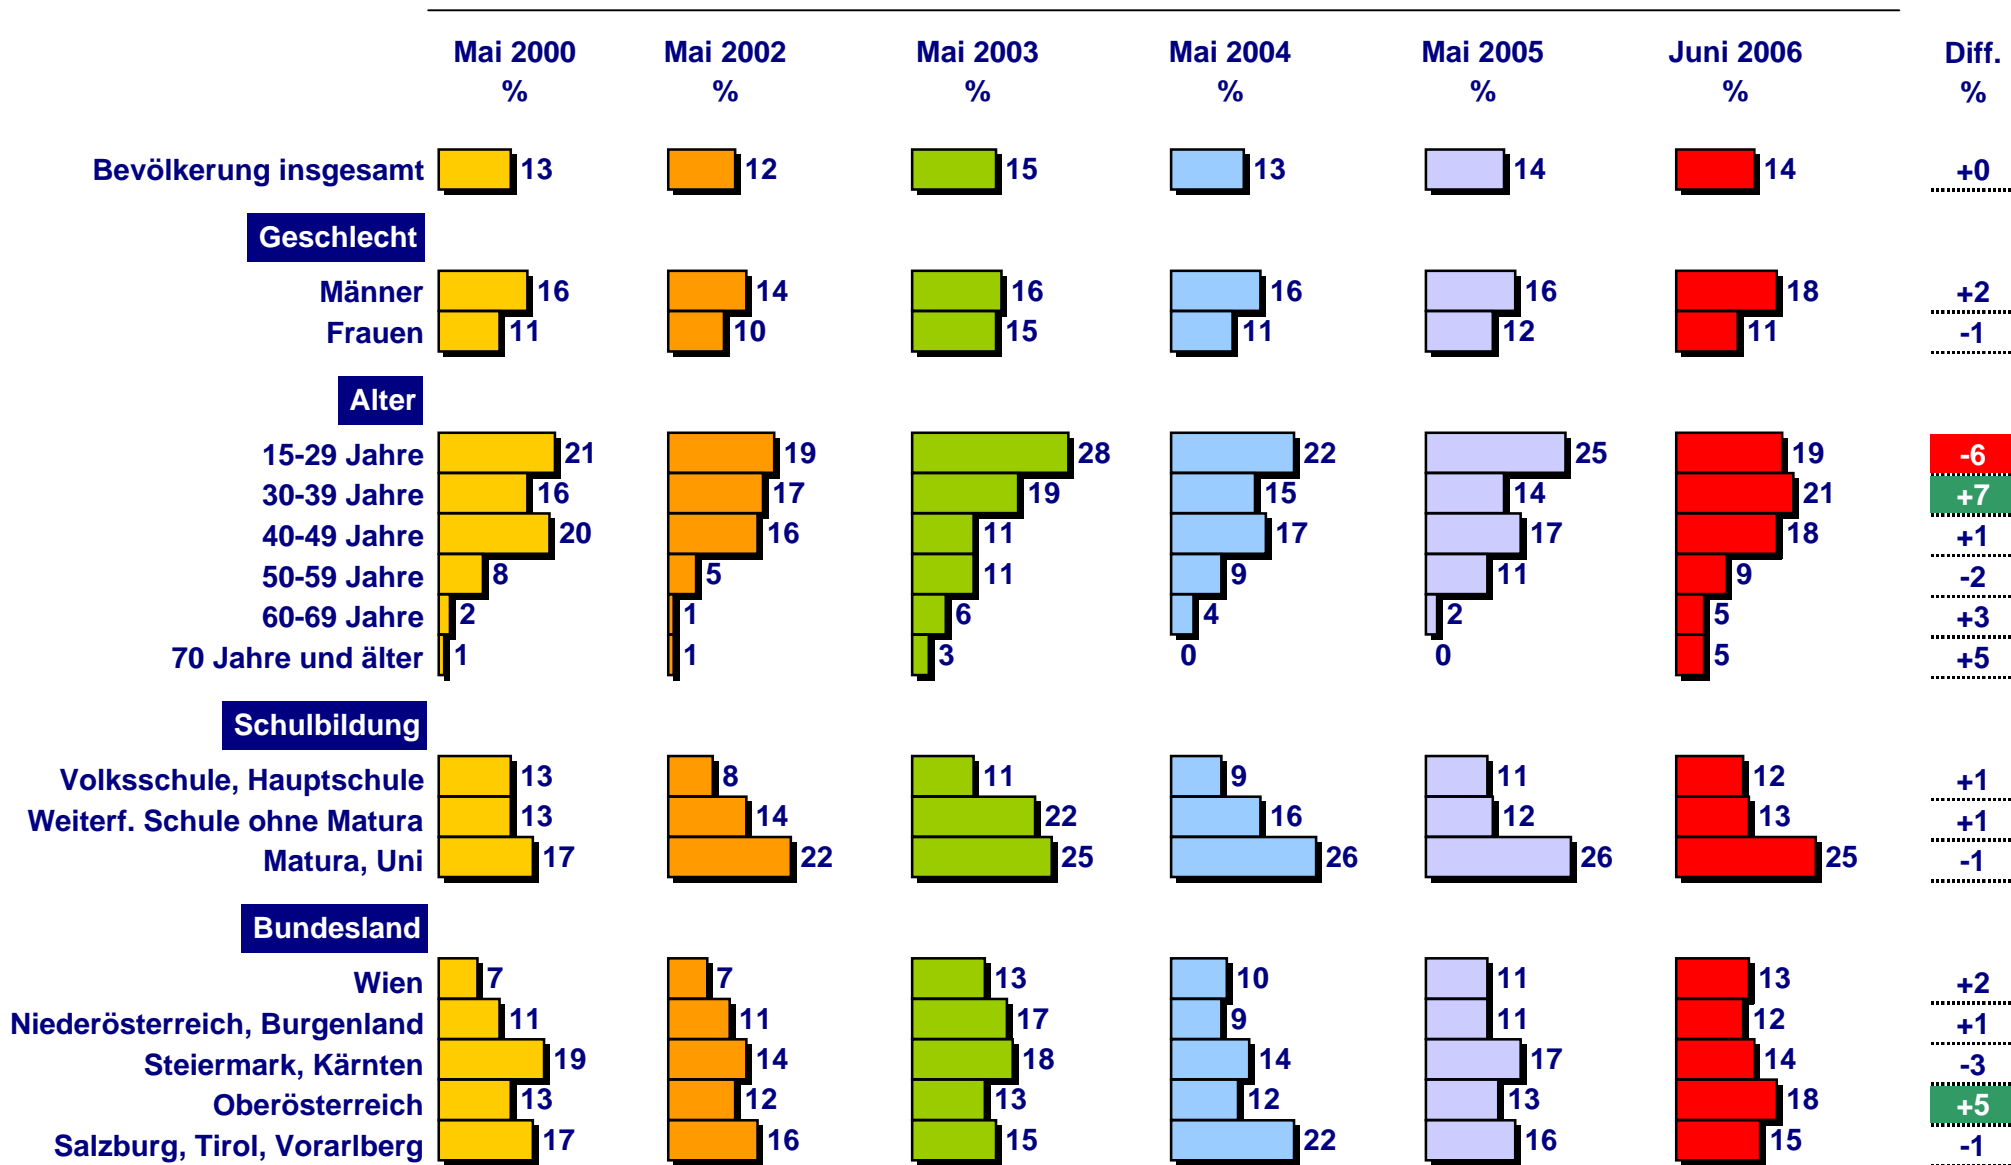 Mai 2000 Mai 2002 Mai 2003 Mai 2004 Mai 2005 Juni 2006 Diff.
% % % % % % %
Bevölkerung insgesamt 13 12 15 13 14 14 +0
Geschlecht
Männer 16 14 16 16 16 18 +2
Frauen 11 10 15 11 12 11 -1
Alter
15-29 Jahre 21 19 28 22 25 19 -6
30-39 Jahre 16 17 19 15 14 21 +7
40-49 Jahre 20 16 11 17 17 18 +1
50-59 Jahre 8 5 11 9 11 9 -2
60-69 Jahre 2 1 6 4 2 5 +3
70 Jahre und älter 1 1 3 0 0 5 +5
Schulbildung
Volksschule, Hauptschule 13 8 11 9 11 12 +1
Weiterf. Schule ohne Matura 13 14 22 16 12 13 +1
Matura, Uni 17 22 25 26 26 25 -1
Bundesland
Wien 7 7 13 10 11 13 +2
Niederösterreich, Burgenland 11 11 17 9 11 12 +1
Steiermark, Kärnten 19 14 18 14 17 14 -3
Oberösterreich 13 12 13 12 13 18 +5
Salzburg, Tirol, Vorarlberg 17 16 15 22 16 15 -1